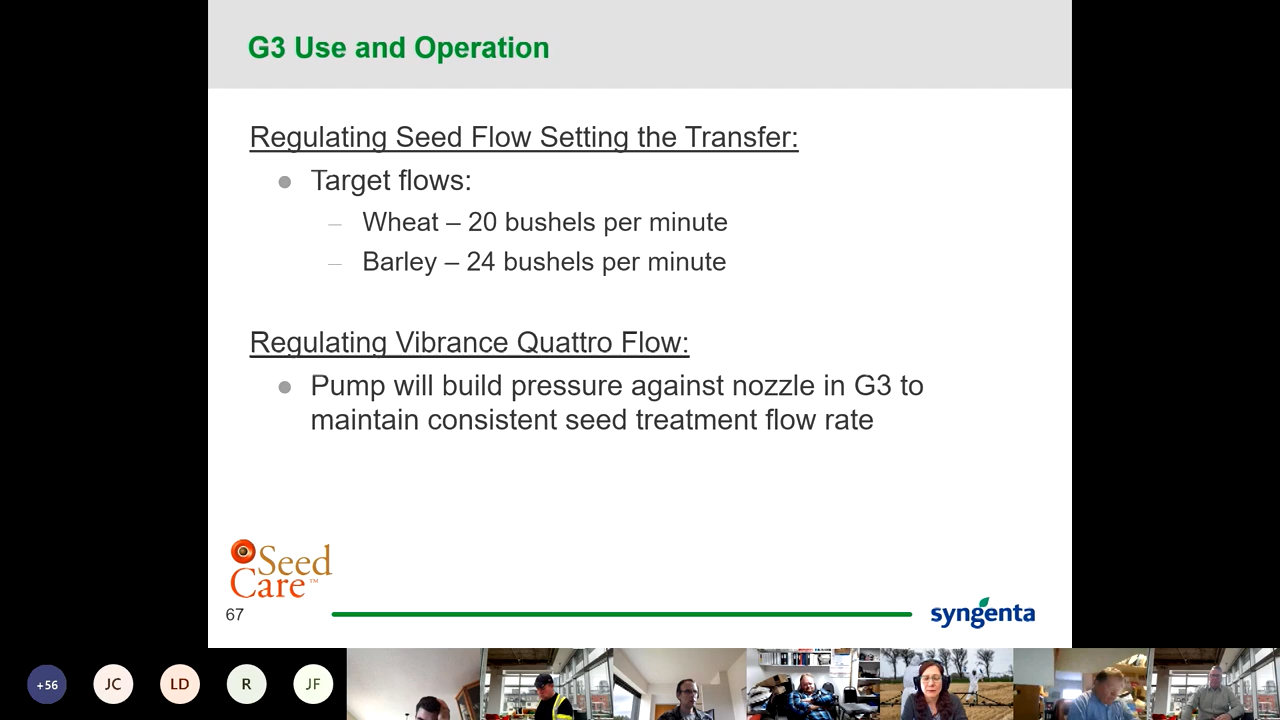 G3 Use and Operation
Regulating Seed Flow Setting the Transfer:
● Target flows:
– Wheat – 20 bushels per minute
– Barley – 24 bushels per minute
Regulating Vibrance Quattro Flow:
● Pump will build pressure against nozzle in G3 to
maintain consistent seed treatment flow rate
Seed
Care™
67
syngenta
+56
JC
LD
R
JF